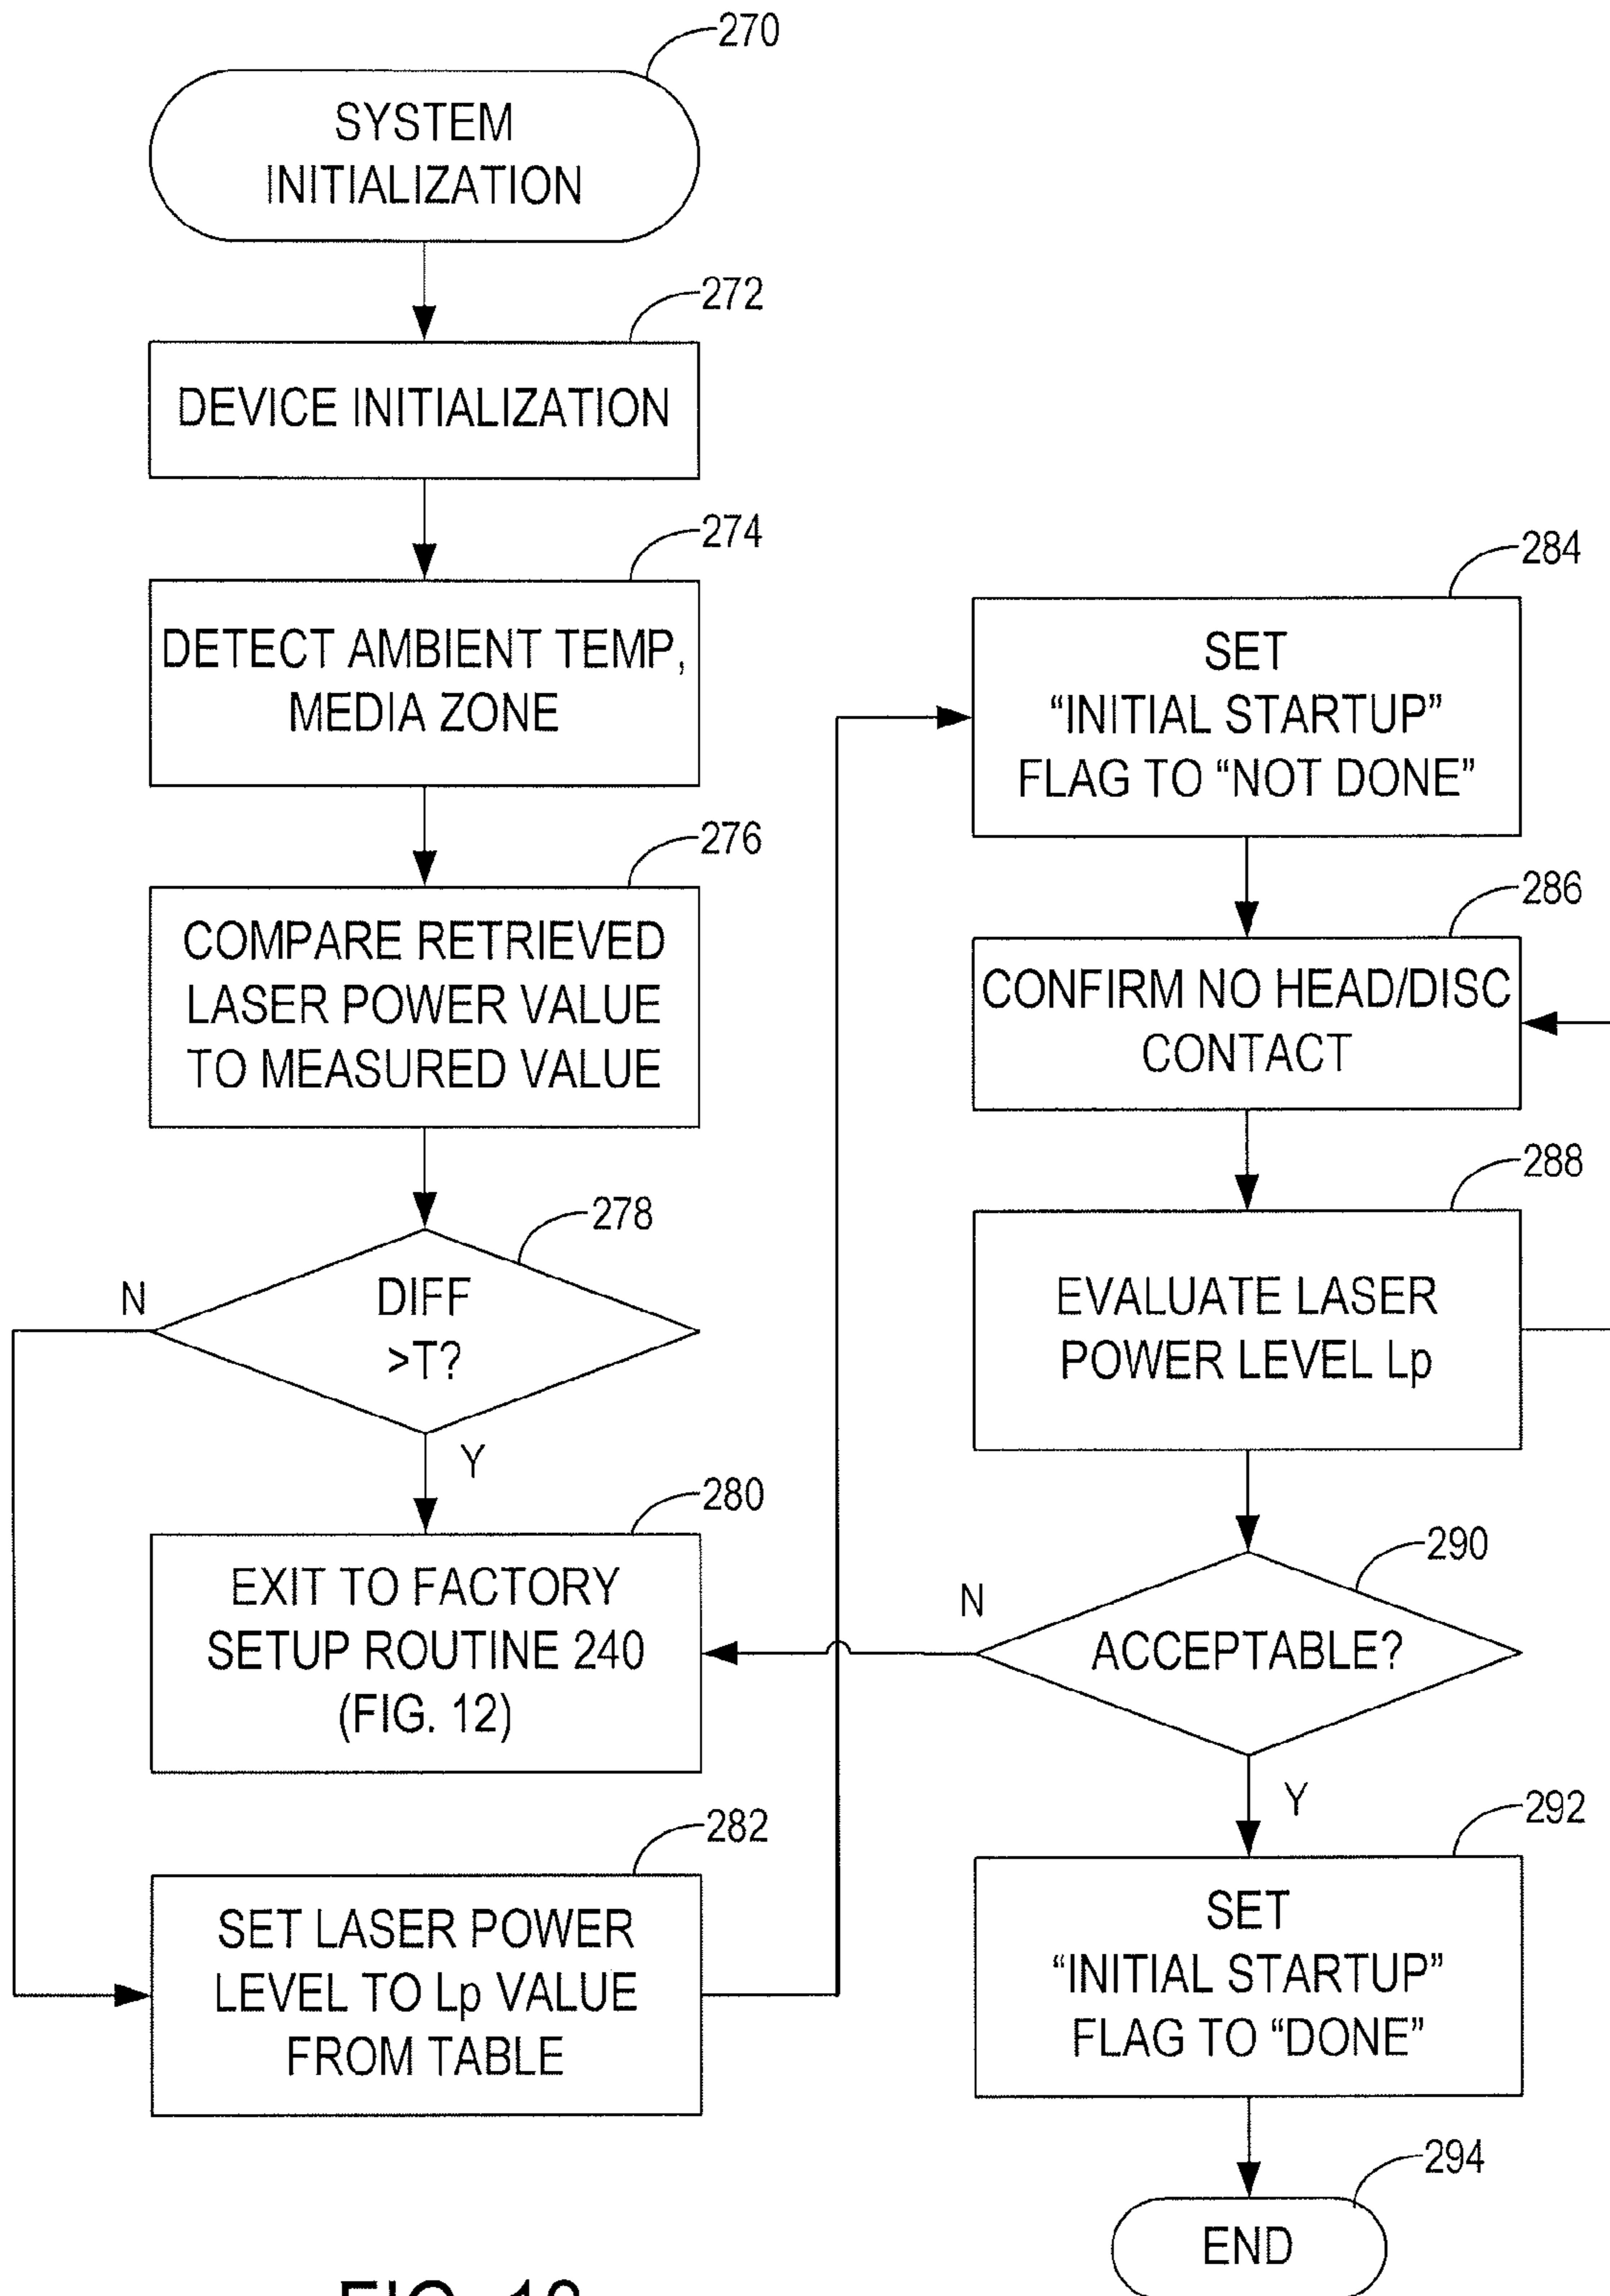 270
SYSTEM
INITIALIZATION
272
DEVICE INITIALIZATION
274
DETECT AMBIENT TEMP,
MEDIA ZONE
276
COMPARE RETRIEVED
LASER POWER VALUE
TO MEASURED VALUE
278
DIFF
>T?
N
Y
280
EXIT TO FACTORY
SETUP ROUTINE 240
(FIG. 12)
282
SET LASER POWER
LEVEL TO Lp VALUE
FROM TABLE
284
SET
“INITIAL STARTUP”
FLAG TO “NOT DONE”
286
CONFIRM NO HEAD/DISC
CONTACT
288
EVALUATE LASER
POWER LEVEL Lp
290
ACCEPTABLE?
N
Y
292
SET
“INITIAL STARTUP”
FLAG TO “DONE”
294
END